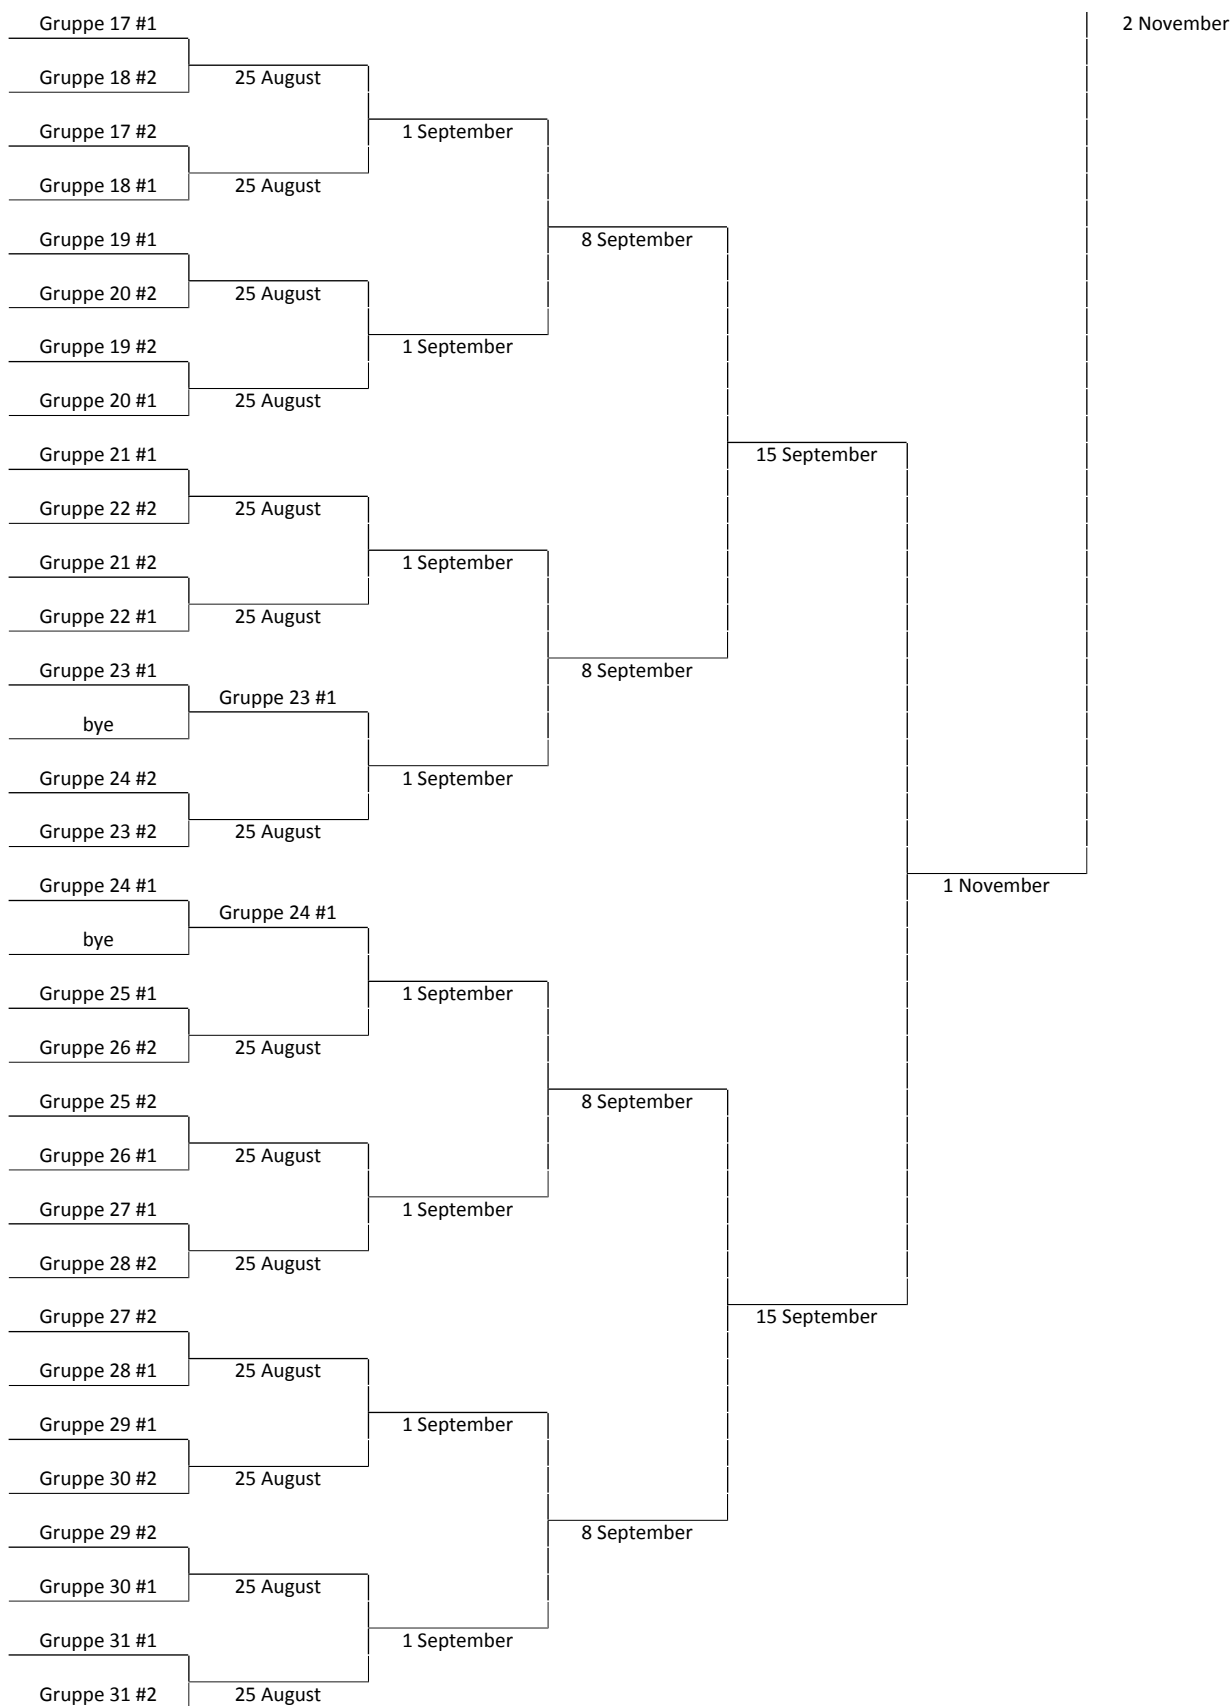 Gruppe 17 #1
2 November
Gruppe 18 #2
25 August
Gruppe 17 #2
1 September
Gruppe 18 #1
25 August
Gruppe 19 #1
8 September
Gruppe 20 #2
25 August
Gruppe 19 #2
1 September
Gruppe 20 #1
25 August
Gruppe 21 #1
15 September
Gruppe 22 #2
25 August
Gruppe 21 #2
1 September
Gruppe 22 #1
25 August
Gruppe 23 #1
8 September
Gruppe 23 #1
bye
Gruppe 24 #2
1 September
Gruppe 23 #2
25 August
Gruppe 24 #1
1 November
Gruppe 24 #1
bye
Gruppe 25 #1
1 September
Gruppe 26 #2
25 August
Gruppe 25 #2
8 September
Gruppe 26 #1
25 August
Gruppe 27 #1
1 September
Gruppe 28 #2
25 August
Gruppe 27 #2
15 September
Gruppe 28 #1
25 August
Gruppe 29 #1
1 September
Gruppe 30 #2
25 August
Gruppe 29 #2
8 September
Gruppe 30 #1
25 August
Gruppe 31 #1
1 September
Gruppe 31 #2
25 August